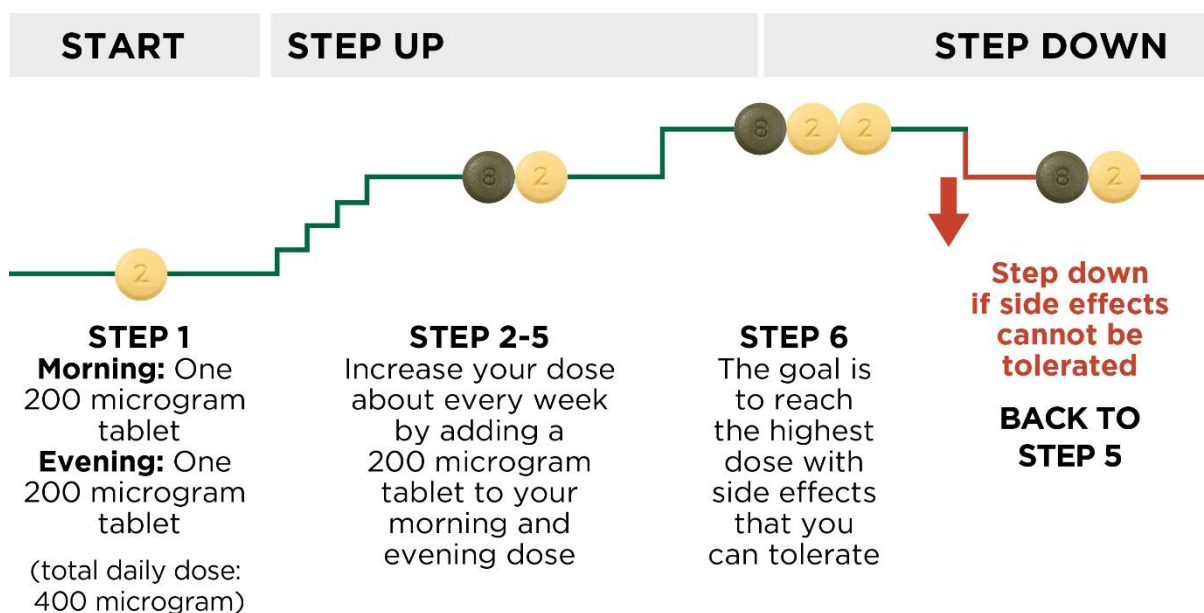 START
STEP UP
STEP DOWN
8 2 2
8 2
8 2
2
STEP 1
Morning: One
200 microgram
tablet
Evening: One
200 microgram
tablet
(total daily dose:
400 microgram)
STEP 2-5
Increase your dose
about every week
by adding a
200 microgram
tablet to your
morning and
evening dose
STEP 6
The goal is
to reach
the highest
dose with
side effects
that you
can tolerate
Step down
if side effects
cannot be
tolerated
BACK TO
STEP 5